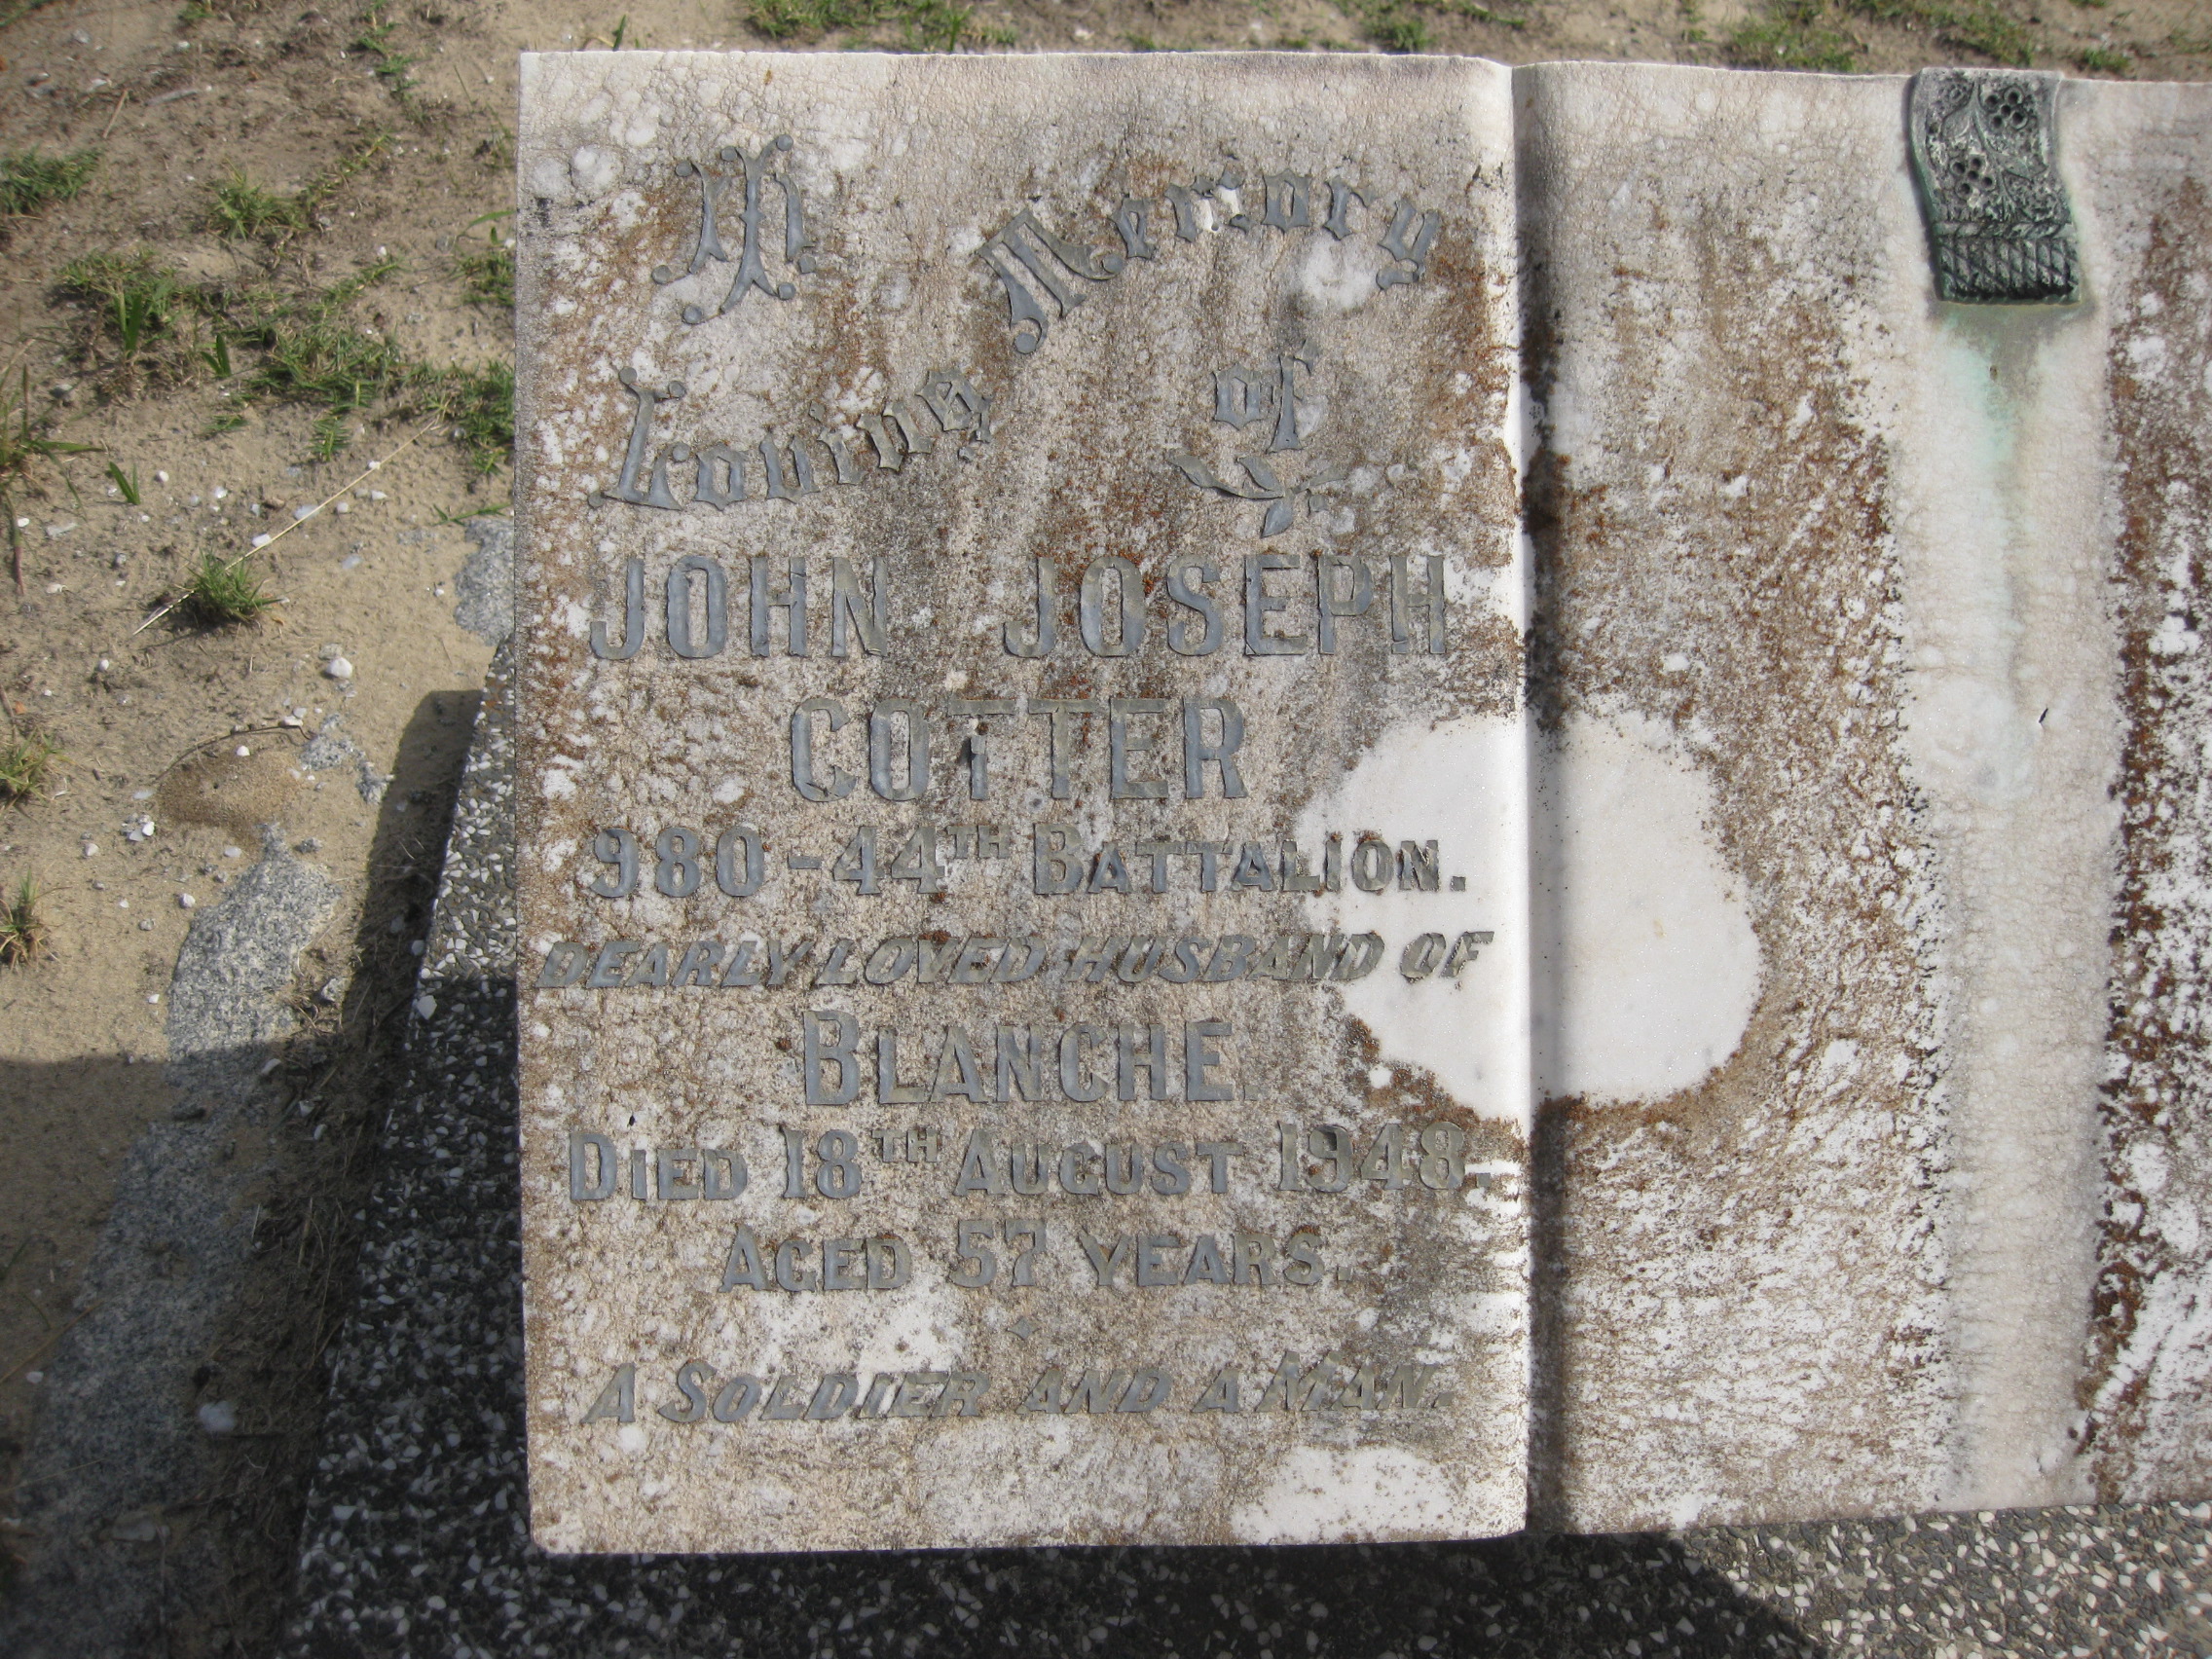 In
Loving Memory
of
JOHN JOSEPH
COTTER
980-44TH BATTALION.
DEARLY LOVED HUSBAND OF
BLANCHE.
DIED 18TH AUGUST 1948.
AGED 57 YEARS.
A SOLDIER AND A MAN.